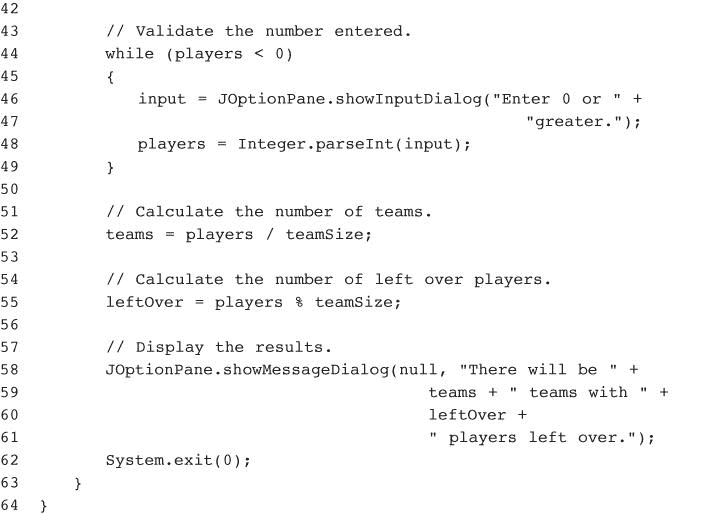 42
43 // Validate the number entered.
44 while (players < 0)
45 {
46 input = JOptionPane.showInputDialog("Enter 0 or " +
47 "greater.");
48 players = Integer.parseInt(input);
49 }
50
51 // Calculate the number of teams.
52 teams = players / teamSize;
53
54 // Calculate the number of left over players.
55 leftOver = players % teamSize;
56
57 // Display the results.
58 JOptionPane.showMessageDialog(null, "There will be " +
59 teams + " teams with " +
60 leftOver +
61 " players left over.");
62 System.exit(0);
63 }
64 }